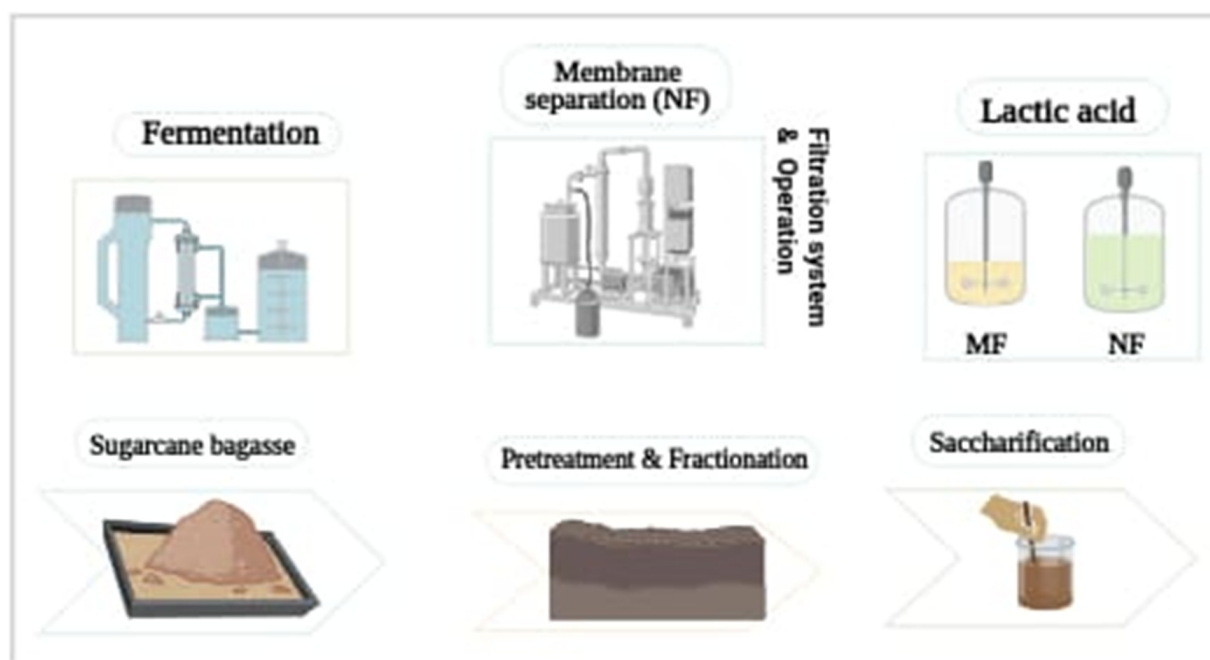 Fermentation
Membrane
separation (NF)
Filtration system
& Operation
Lactic acid
MF
NF
Sugarcane bagasse
Pretreatment & Fractionation
Saccharification